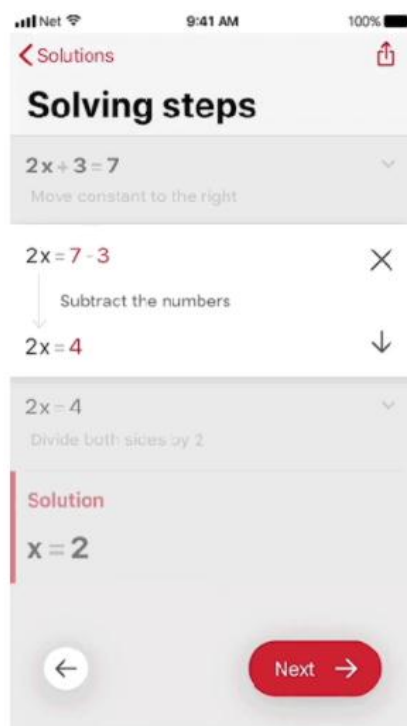 Net 9:41 AM 100%
Solutions
Solving steps
2x + 3 = 7
Move constant to the right
2x = 7 - 3
Subtract the numbers
2x = 4
2x = 4
Divide both sides by 2
Solution
x = 2
Next